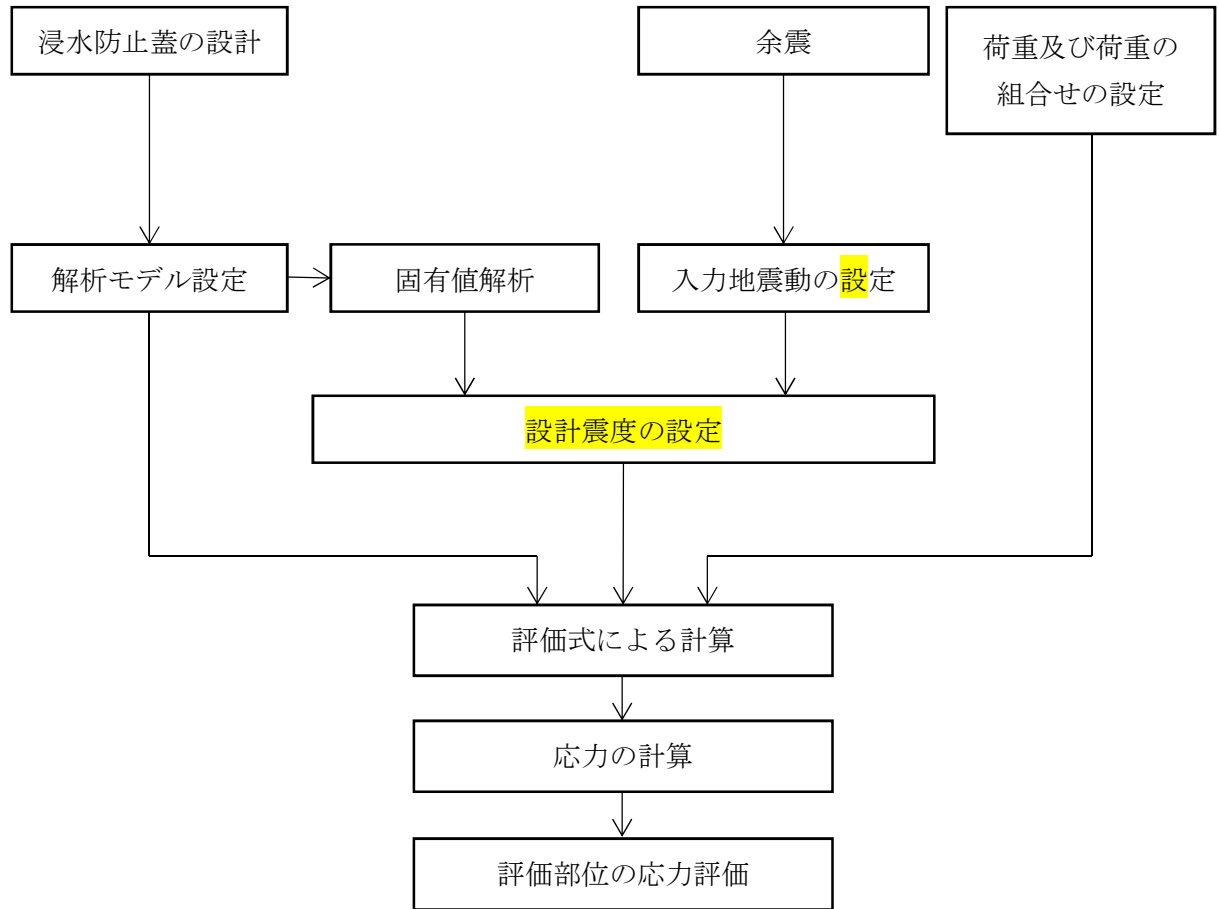 浸水防止蓋の設計
余震
荷重及び荷重の
組合せの設定
解析モデル設定
固有値解析
入力地震動の設定
設計震度の設定
評価式による計算
応力の計算
評価部位の応力評価